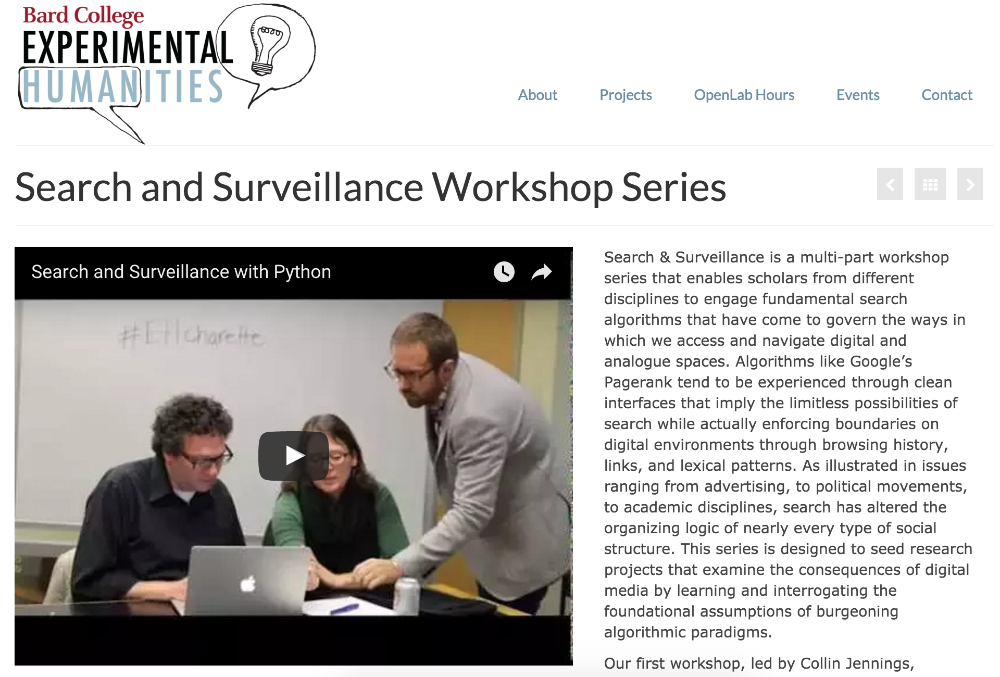 Bard College
EXPERIMENTAL
HUMANITIES
About Projects OpenLab Hours Events Contact
Search and Surveillance Workshop Series
Search and Surveillance with Python
#EHcharette
Search & Surveillance is a multi-part workshop
series that enables scholars from different
disciplines to engage fundamental search
algorithms that have come to govern the ways in
which we access and navigate digital and
analogue spaces. Algorithms like Google’s
Pagerank tend to be experienced through clean
interfaces that imply the limitless possibilities of
search while actually enforcing boundaries on
digital environments through browsing history,
links, and lexical patterns. As illustrated in issues
ranging from advertising, to political movements,
to academic disciplines, search has altered the
organizing logic of nearly every type of social
structure. This series is designed to seed research
projects that examine the consequences of digital
media by learning and interrogating the
foundational assumptions of burgeoning
algorithmic paradigms.
Our first workshop, led by Collin Jennings,